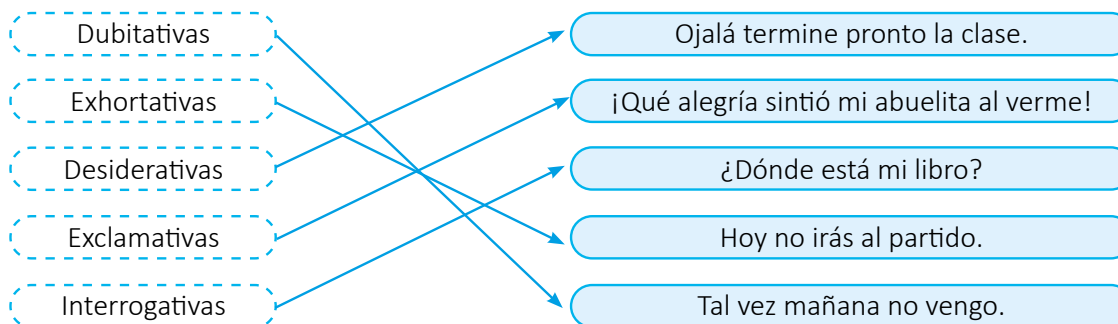 Dubitativas
Ojalá termine pronto la clase.
Exhortativas
¡Qué alegría sintió mi abuelita al verme!
Desiderativas
¿Dónde está mi libro?
Exclamativas
Hoy no irás al partido.
Interrogativas
Tal vez mañana no vengo.